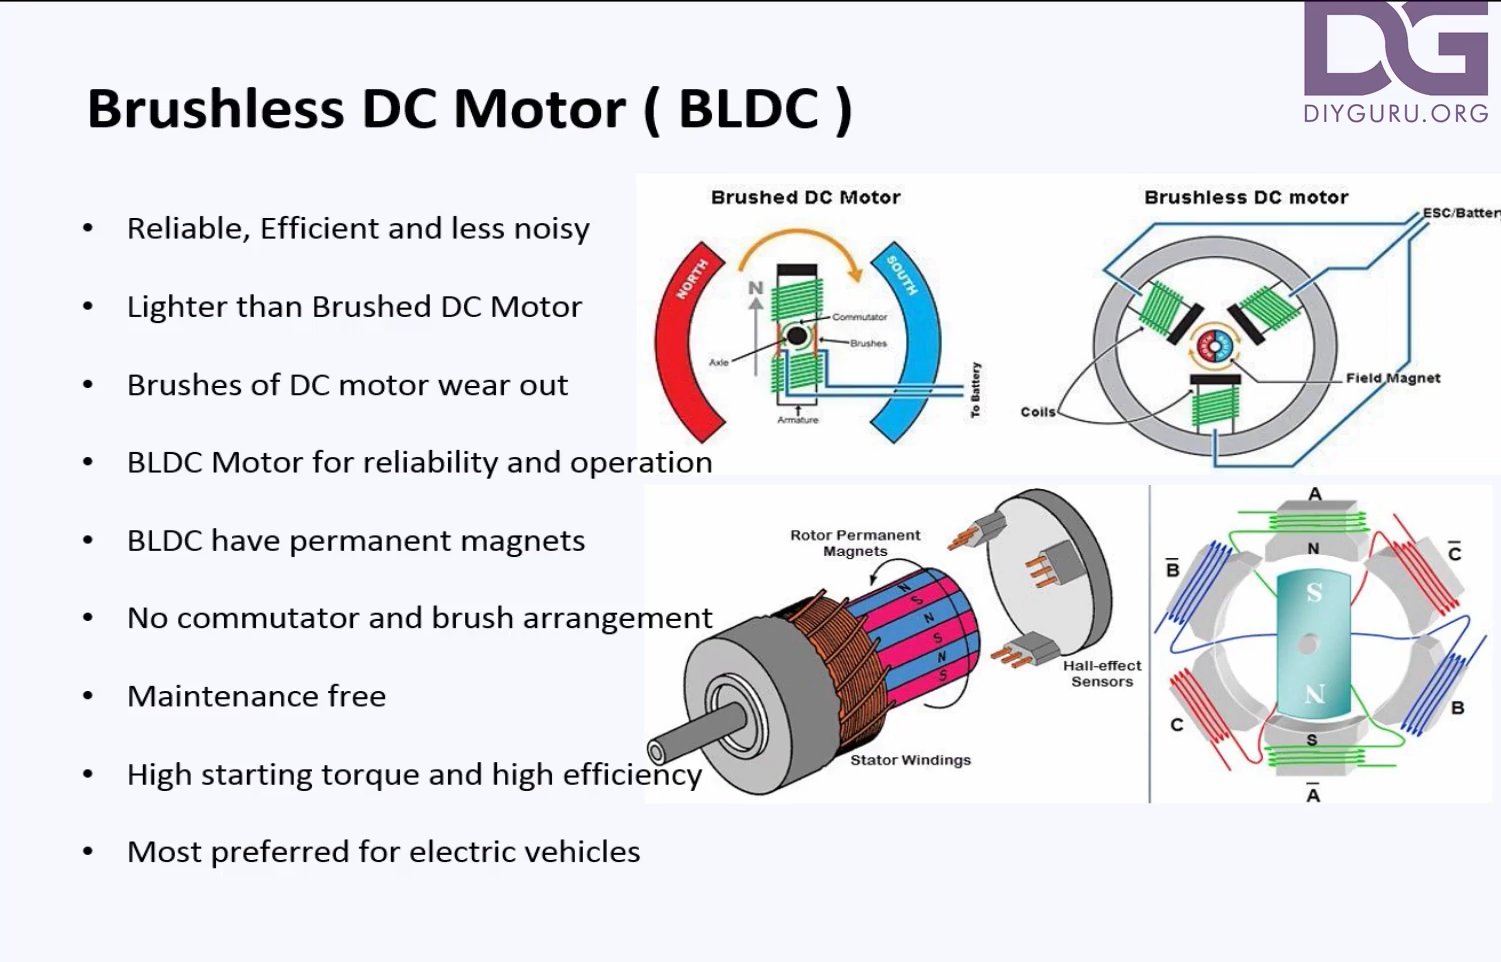 DG
DIYGURU.ORG
Brushless DC Motor ( BLDC )
• Reliable, Efficient and less noisy
• Lighter than Brushed DC Motor
• Brushes of DC motor wear out
• BLDC Motor for reliability and operation
• BLDC have permanent magnets
• No commutator and brush arrangement
• Maintenance free
• High starting torque and high efficiency
• Most preferred for electric vehicles
Brushed DC Motor
NORTH
SOUTH
N
Commutator
Brushes
Axle
Armature
To Battery
Brushless DC motor
ESC/Battery
Field Magnet
Coils
Rotor Permanent
Magnets
N
S
N
S
N
S
Hall-effect
Sensors
Stator Windings
A
N
B̅
C̅
S
N
C
B
S
A̅